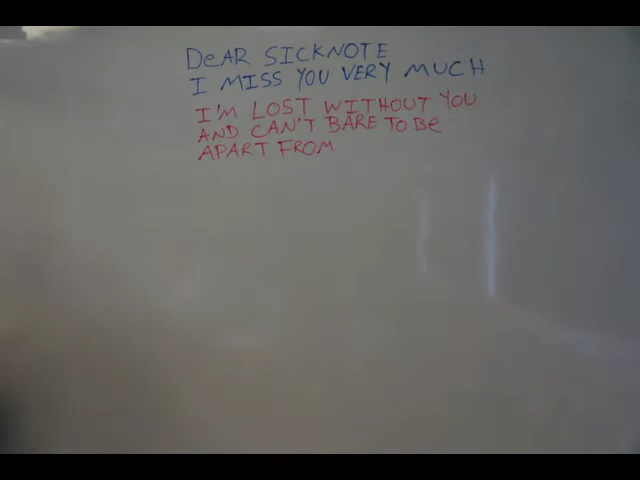 DeAR SICKNOTE
I MISS YOU VERY MUCH
I'M LOST WITHOUT YOU
AND CAN'T BARE TO Be
APART FROM